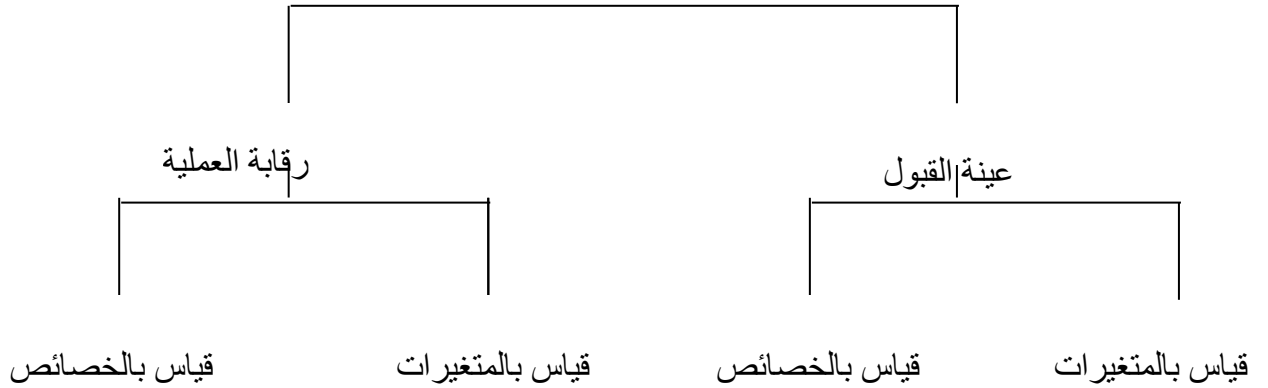 عينة القبول
رقابة العملية
قياس بالمتغيرات
قياس بالخصائص
قياس بالمتغيرات
قياس بالخصائص